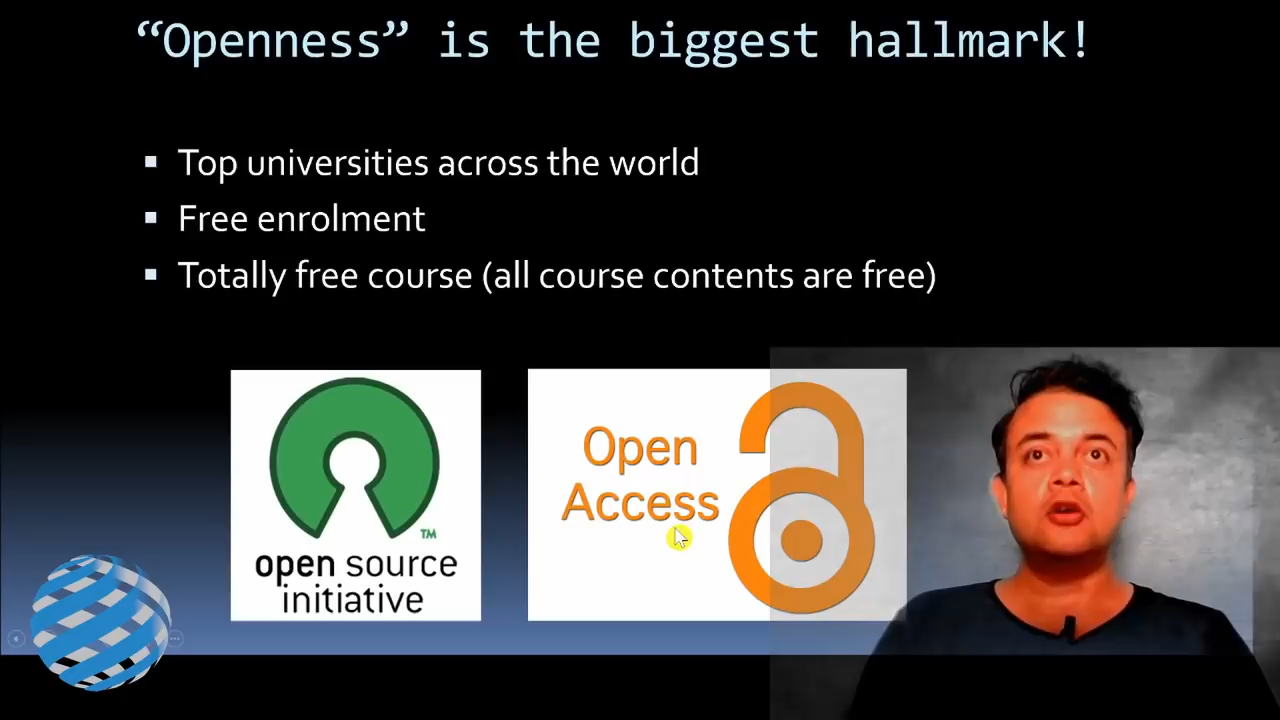 “Openness” is the biggest hallmark!
Top universities across the world
Free enrolment
Totally free course (all course contents are free)
open source
initiative
TM
Open
Access